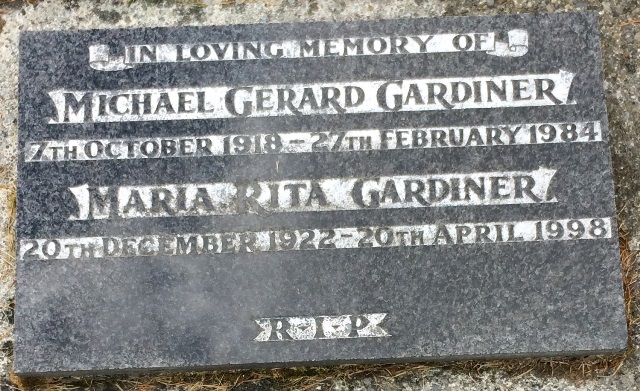 IN LOVING MEMORY OF
MICHAEL GERARD GARDINER
7TH OCTOBER 1918 - 27TH FEBRUARY 1984
MARIA RITA GARDINER
20TH DECEMBER 1922 - 20TH APRIL 1998
R-I-P